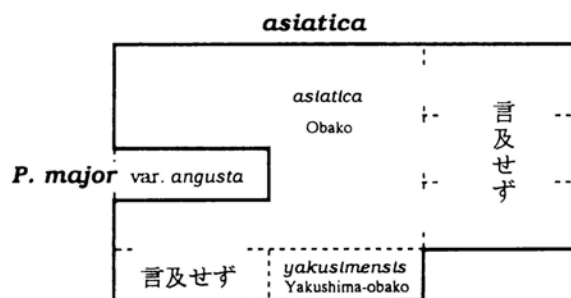 asiatica
asiatica
Obako
言及せず
P. major var. angusta
言及せず
yakusimensis
Yakushima-obako